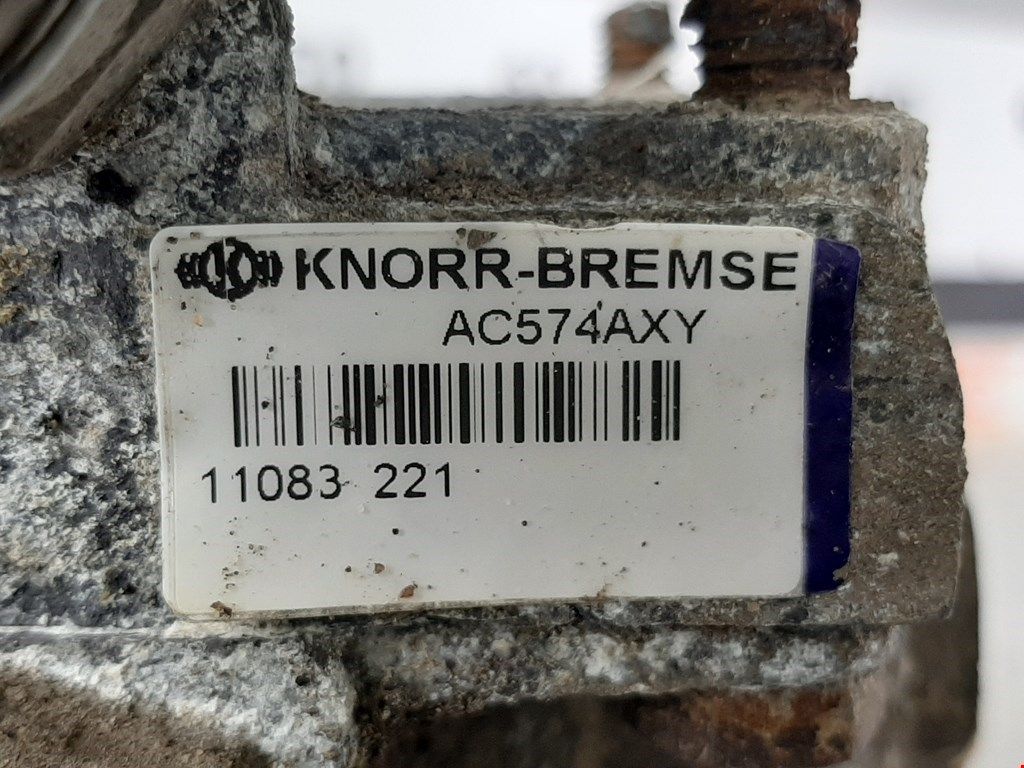 KNORR-BREMSE
AC574AXY
11083 221